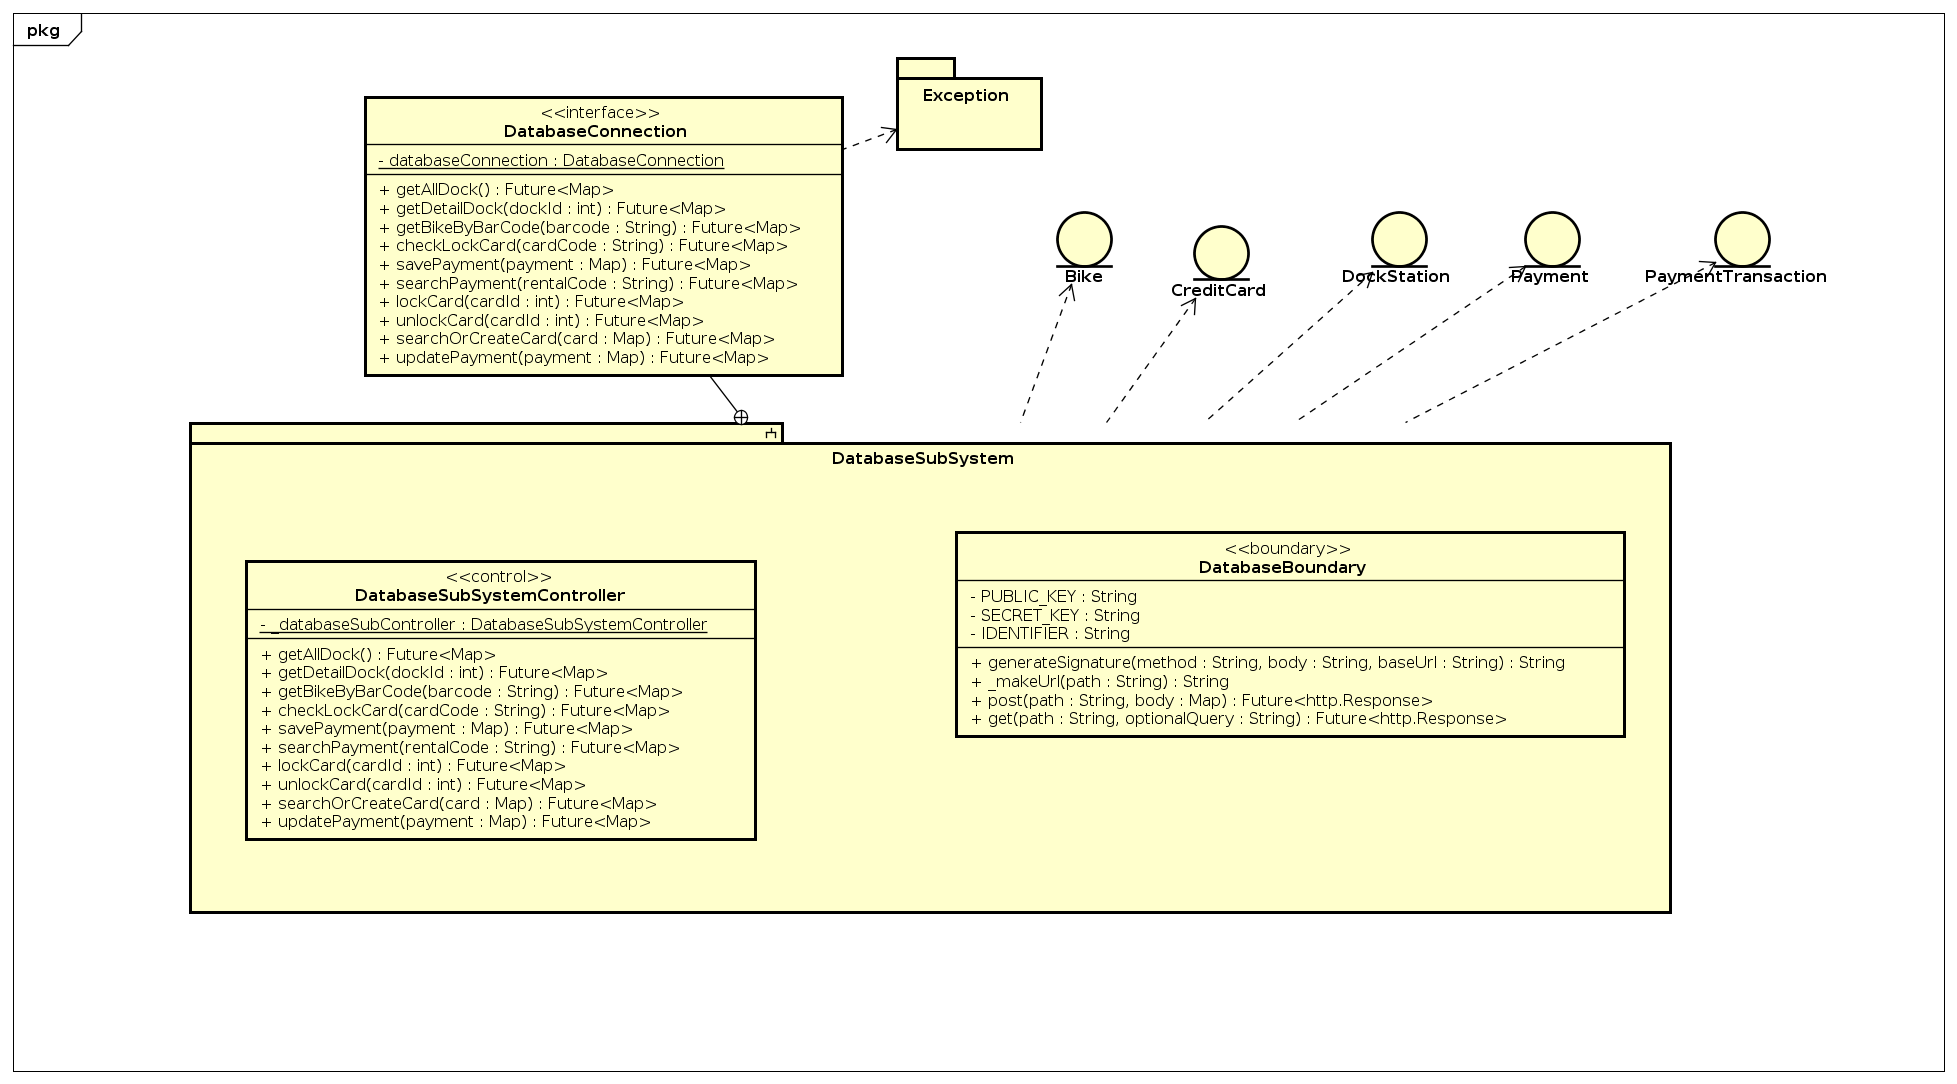 pkg
Exception
<<interface>>
DatabaseConnection
- databaseConnection : DatabaseConnection
+ getAllDock() : Future<Map>
+ getDetailDock(dockId : int) : Future<Map>
+ getBikeByBarCode(barcode : String) : Future<Map>
+ checkLockCard(cardCode : String) : Future<Map>
+ savePayment(payment : Map) : Future<Map>
+ searchPayment(rentalCode : String) : Future<Map>
+ lockCard(cardId : int) : Future<Map>
+ unlockCard(cardId : int) : Future<Map>
+ searchOrCreateCard(card : Map) : Future<Map>
+ updatePayment(payment : Map) : Future<Map>
Bike
CreditCard
DockStation
Payment
PaymentTransaction
DatabaseSubSystem
<<control>>
DatabaseSubSystemController
- _databaseSubController : DatabaseSubSystemController
+ getAllDock() : Future<Map>
+ getDetailDock(dockId : int) : Future<Map>
+ getBikeByBarCode(barcode : String) : Future<Map>
+ checkLockCard(cardCode : String) : Future<Map>
+ savePayment(payment : Map) : Future<Map>
+ searchPayment(rentalCode : String) : Future<Map>
+ lockCard(cardId : int) : Future<Map>
+ unlockCard(cardId : int) : Future<Map>
+ searchOrCreateCard(card : Map) : Future<Map>
+ updatePayment(payment : Map) : Future<Map>
<<boundary>>
DatabaseBoundary
- PUBLIC_KEY : String
- SECRET_KEY : String
- IDENTIFIER : String
+ generateSignature(method : String, body : String, baseUrl : String) : String
+ _makeUrl(path : String) : String
+ post(path : String, body : Map) : Future<http.Response>
+ get(path : String, optionalQuery : String) : Future<http.Response>